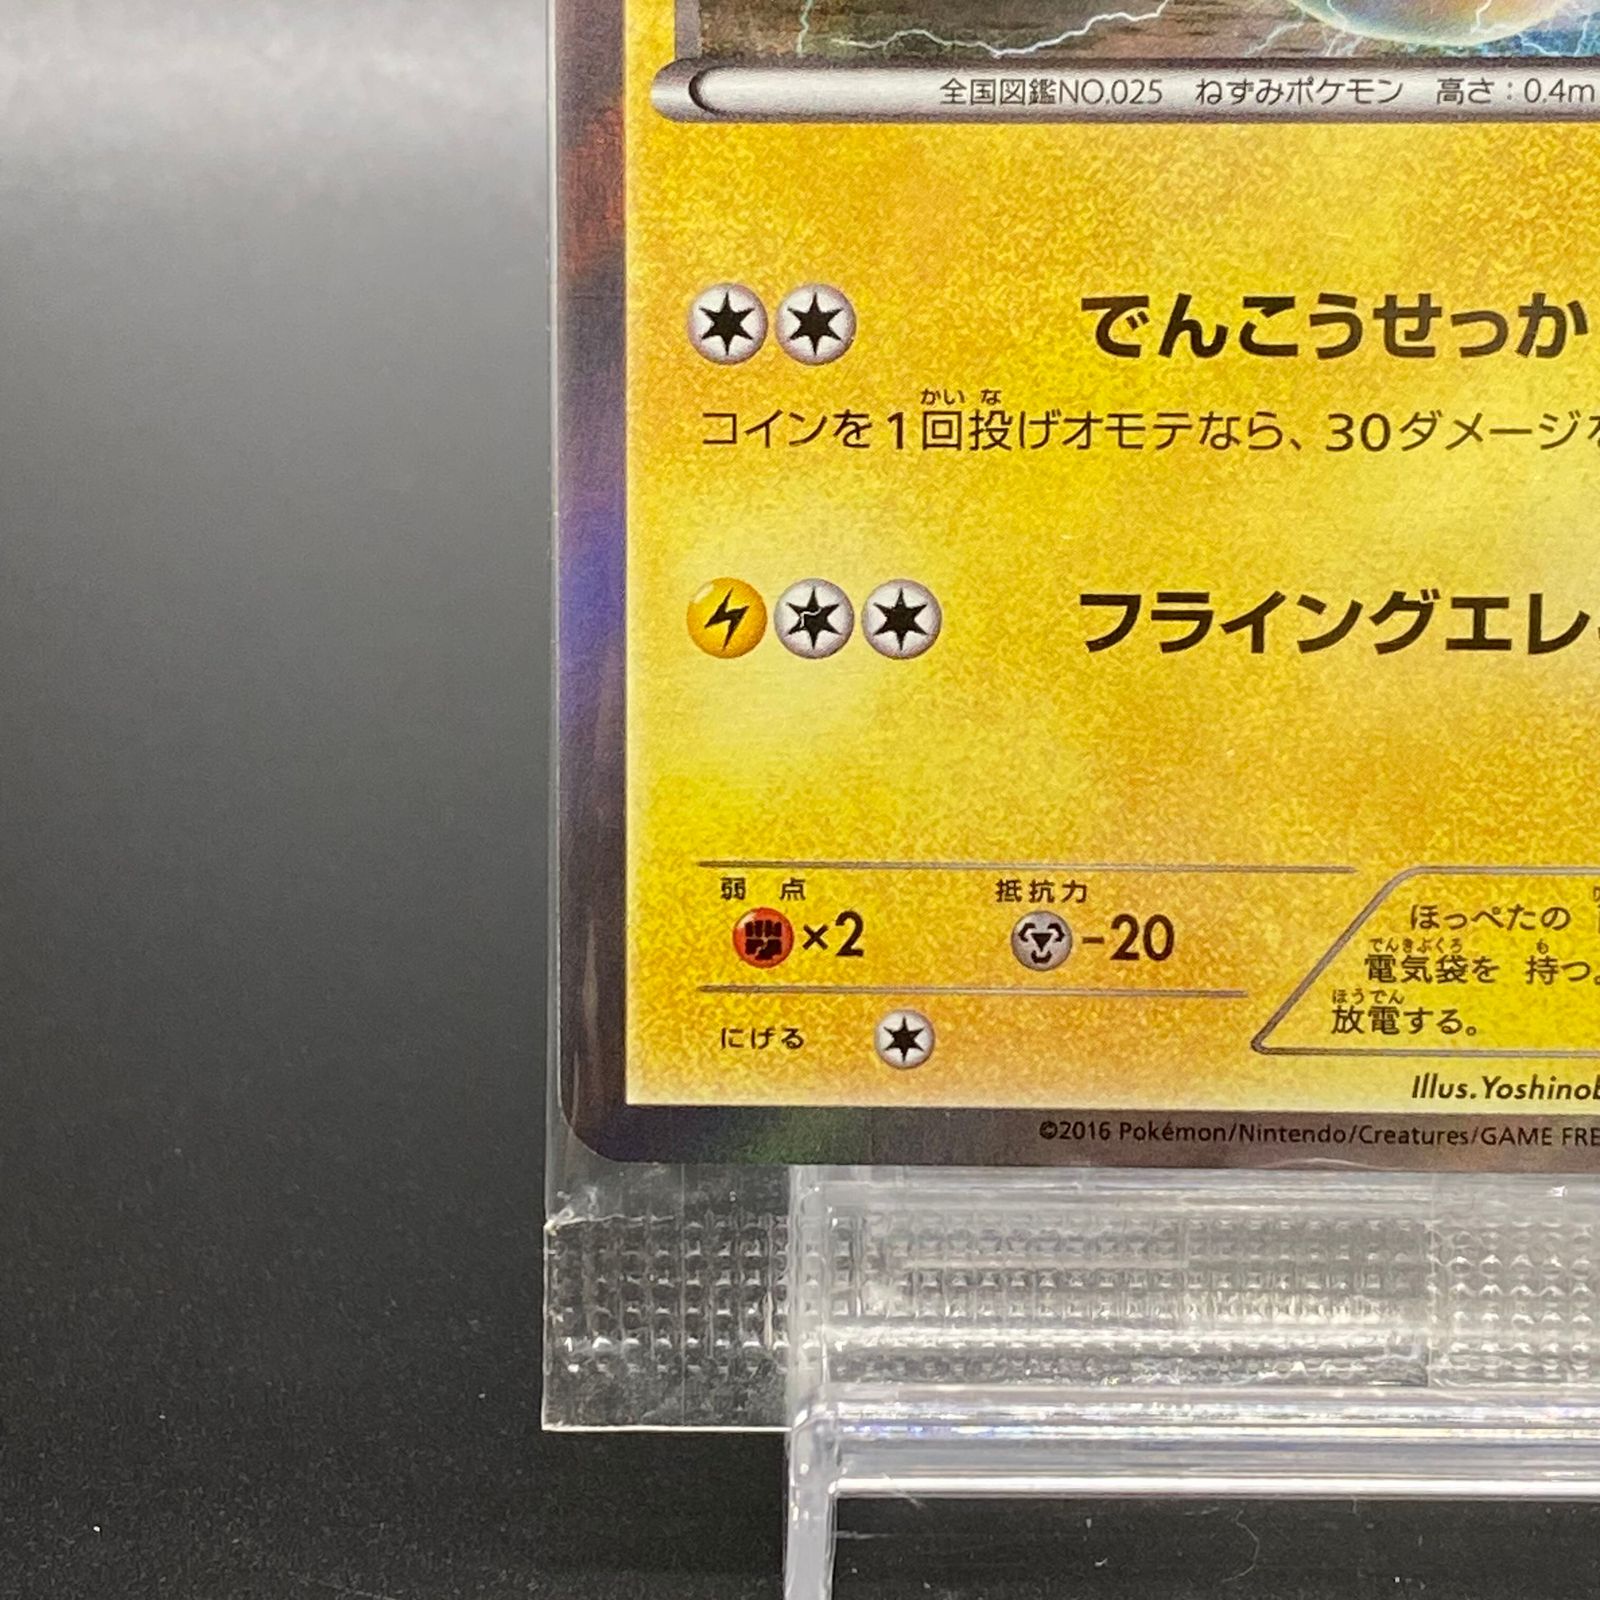 全国図鑑NO.025 ねずみポケモン 高さ：0.4m
でんこうせっか
かい な
コインを1回投げオモテなら、30ダメージ
フライングエレ
弱点 抵抗力
×2 -20
にげる
ほっぺたの
でんきぶくろ も
電気袋を 持つ。
ほうでん
放電する。
Illus.Yoshinob
©2016 Pokémon/Nintendo/Creatures/GAME FRE